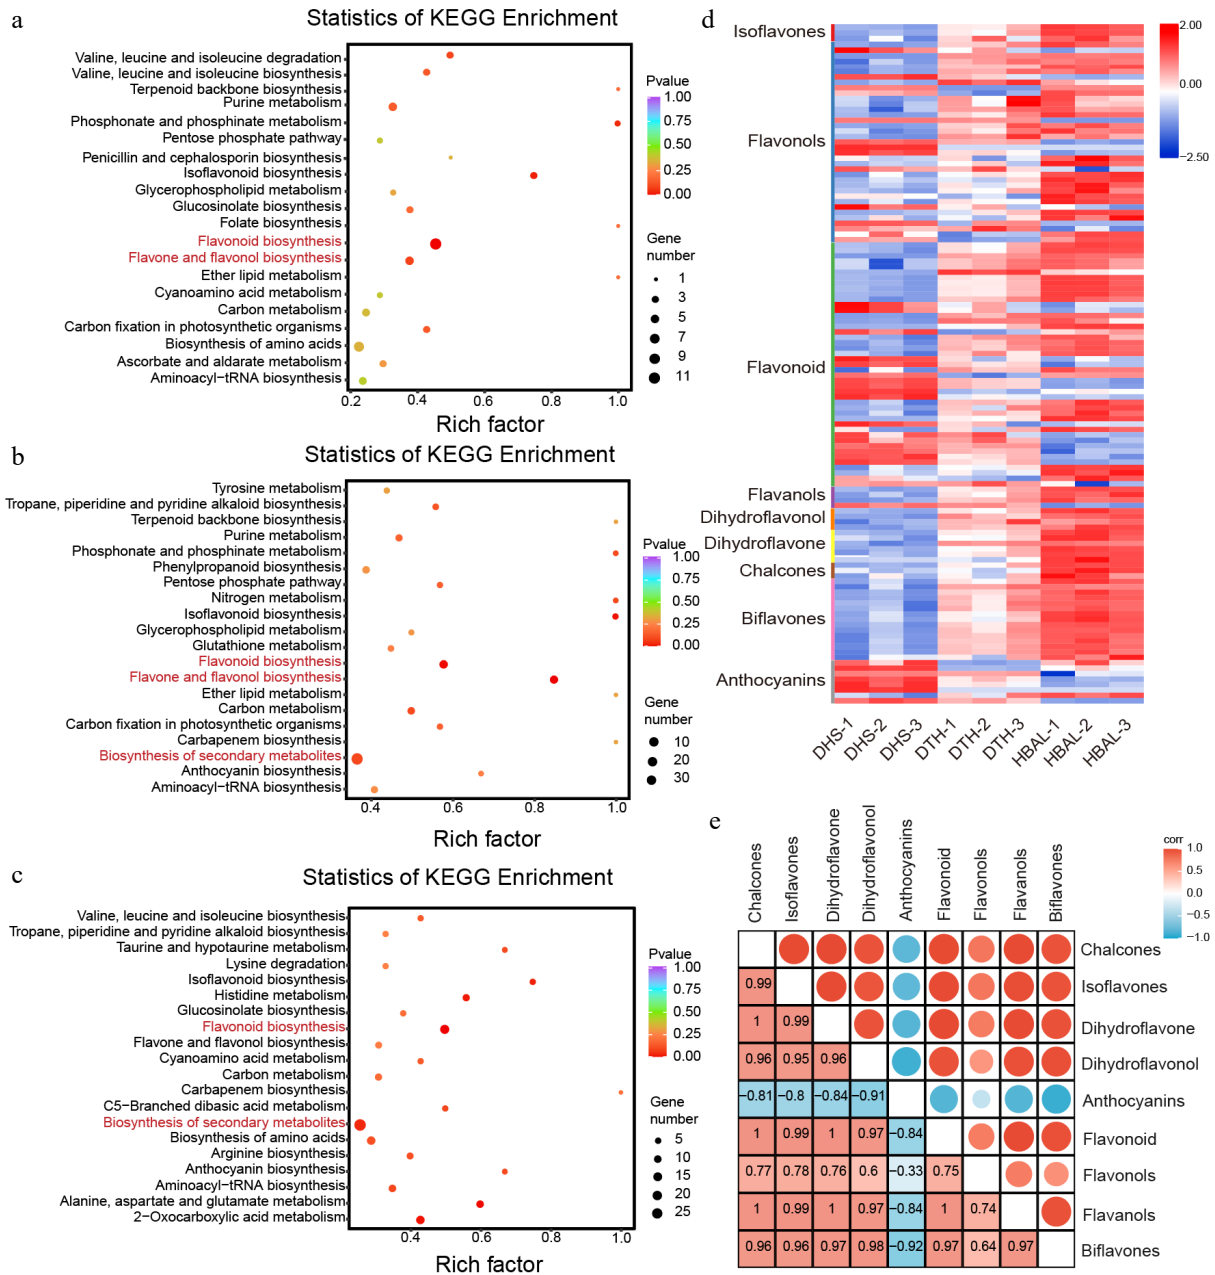 a
Statistics of KEGG Enrichment
Valine, leucine and isoleucine degradation
Valine, leucine and isoleucine biosynthesis
Terpenoid backbone biosynthesis
Purine metabolism
Phosphonate and phosphinate metabolism
Pentose phosphate pathway
Penicillin and cephalosporin biosynthesis
Isoflavonoid biosynthesis
Glycerophospholipid metabolism
Glucosinolate biosynthesis
Folate biosynthesis
Flavonoid biosynthesis
Flavone and flavonol biosynthesis
Ether lipid metabolism
Cyanoamino acid metabolism
Carbon metabolism
Carbon fixation in photosynthetic organisms
Biosynthesis of amino acids
Ascorbate and aldarate metabolism
Aminoacyl−tRNA biosynthesis
0.2 0.4 0.6 0.8 1.0
Rich factor
Pvalue
1.00
0.75
0.50
0.25
0.00
Gene
number
1
3
5
7
9
11
b
Statistics of KEGG Enrichment
Tyrosine metabolism
Tropane, piperidine and pyridine alkaloid biosynthesis
Terpenoid backbone biosynthesis
Purine metabolism
Phosphonate and phosphinate metabolism
Phenylpropanoid biosynthesis
Pentose phosphate pathway
Nitrogen metabolism
Isoflavonoid biosynthesis
Glycerophospholipid metabolism
Glutathione metabolism
Flavonoid biosynthesis
Flavone and flavonol biosynthesis
Ether lipid metabolism
Carbon metabolism
Carbon fixation in photosynthetic organisms
Carbapenem biosynthesis
Biosynthesis of secondary metabolites
Anthocyanin biosynthesis
Aminoacyl−tRNA biosynthesis
0.4 0.6 0.8 1.0
Rich factor
Pvalue
1.00
0.75
0.50
0.25
0.00
Gene
number
10
20
30
c
Statistics of KEGG Enrichment
Valine, leucine and isoleucine biosynthesis
Tropane, piperidine and pyridine alkaloid biosynthesis
Taurine and hypotaurine metabolism
Lysine degradation
Isoflavonoid biosynthesis
Histidine metabolism
Glucosinolate biosynthesis
Flavonoid biosynthesis
Flavone and flavonol biosynthesis
Cyanoamino acid metabolism
Carbon metabolism
Carbapenem biosynthesis
C5−Branched dibasic acid metabolism
Biosynthesis of secondary metabolites
Biosynthesis of amino acids
Arginine biosynthesis
Anthocyanin biosynthesis
Aminoacyl−tRNA biosynthesis
Alanine, aspartate and glutamate metabolism
2−Oxocarboxylic acid metabolism
0.4 0.6 0.8 1.0
Rich factor
Pvalue
1.00
0.75
0.50
0.25
0.00
Gene
number
5
10
15
20
25
d
Isoflavones
Flavonols
Flavonoid
Flavanols
Dihydroflavonol
Dihydroflavone
Chalcones
Biflavones
Anthocyanins
DHS-1 DHS-2 DHS-3 DTH-1 DTH-2 DTH-3 HBAL-1 HBAL-2 HBAL-3
2.00
0.00
−2.50
e
Chalcones Isoflavones Dihydroflavone Dihydroflavonol Anthocyanins Flavonoid Flavonols Flavanols Biflavones
corr
1.0
0.5
0.0
−0.5
−1.0
Chalcones
0.99 Isoflavones
1 0.99 Dihydroflavone
0.96 0.95 0.96 Dihydroflavonol
−0.81 −0.8 −0.84 −0.91 Anthocyanins
1 0.99 1 0.97 −0.84 Flavonoid
0.77 0.78 0.76 0.6 −0.33 0.75 Flavonols
1 0.99 1 0.97 −0.84 1 0.74 Flavanols
0.96 0.96 0.97 0.98 −0.92 0.97 0.64 0.97 Biflavones